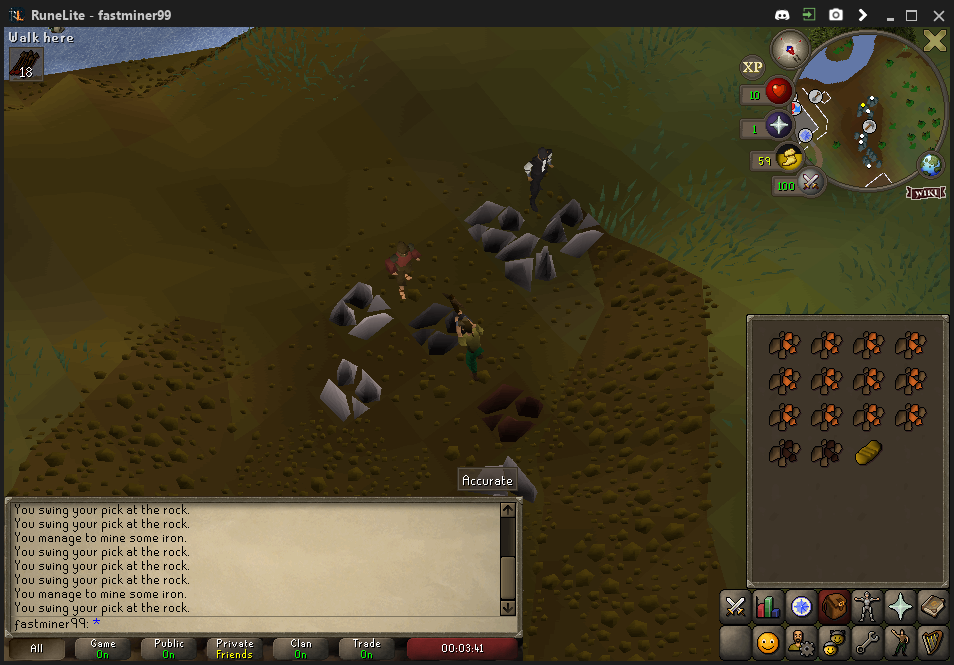 RuneLite - fastminer99
Walk here
18
XP
10
1
59
100
WIKI
Accurate
You swing your pick at the rock.
You swing your pick at the rock.
You manage to mine some iron.
You swing your pick at the rock.
You swing your pick at the rock.
You swing your pick at the rock.
You manage to mine some iron.
You swing your pick at the rock.
fastminer99: *
All
Game
On
Public
On
Private
Friends
Clan
On
Trade
On
00:03:41